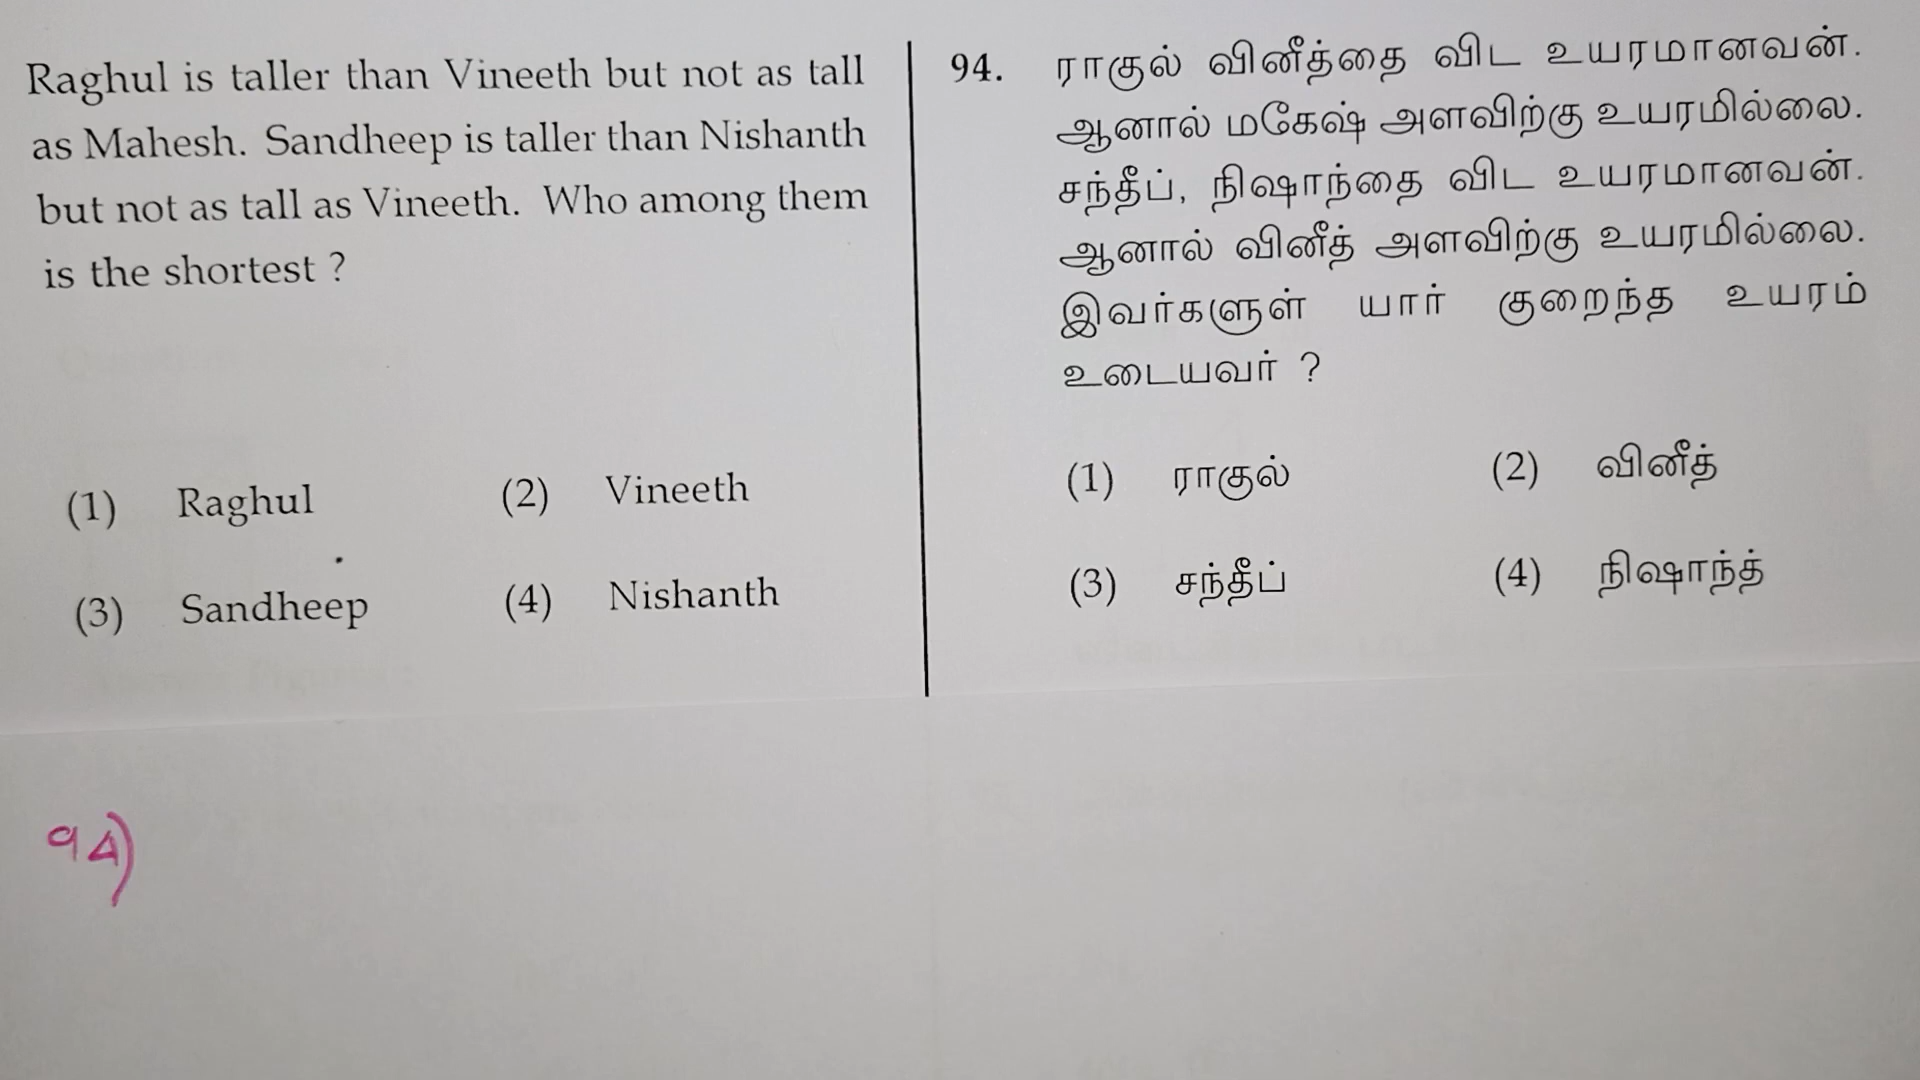 Raghul is taller than Vineeth but not as tall
as Mahesh. Sandheep is taller than Nishanth
but not as tall as Vineeth. Who among them
is the shortest ?
(1) Raghul (2) Vineeth
(3) Sandheep (4) Nishanth
94. ராகுல் வினீத்தை விட உயரமானவன்.
ஆனால் மகேஷ் அளவிற்கு உயரமில்லை.
சந்தீப், நிஷாந்தை விட உயரமானவன்.
ஆனால் வினீத் அளவிற்கு உயரமில்லை.
இவர்களுள் யார் குறைந்த உயரம்
உடையவர் ?
(1) ராகுல் (2) வினீத்
(3) சந்தீப் (4) நிஷாந்த்
94)